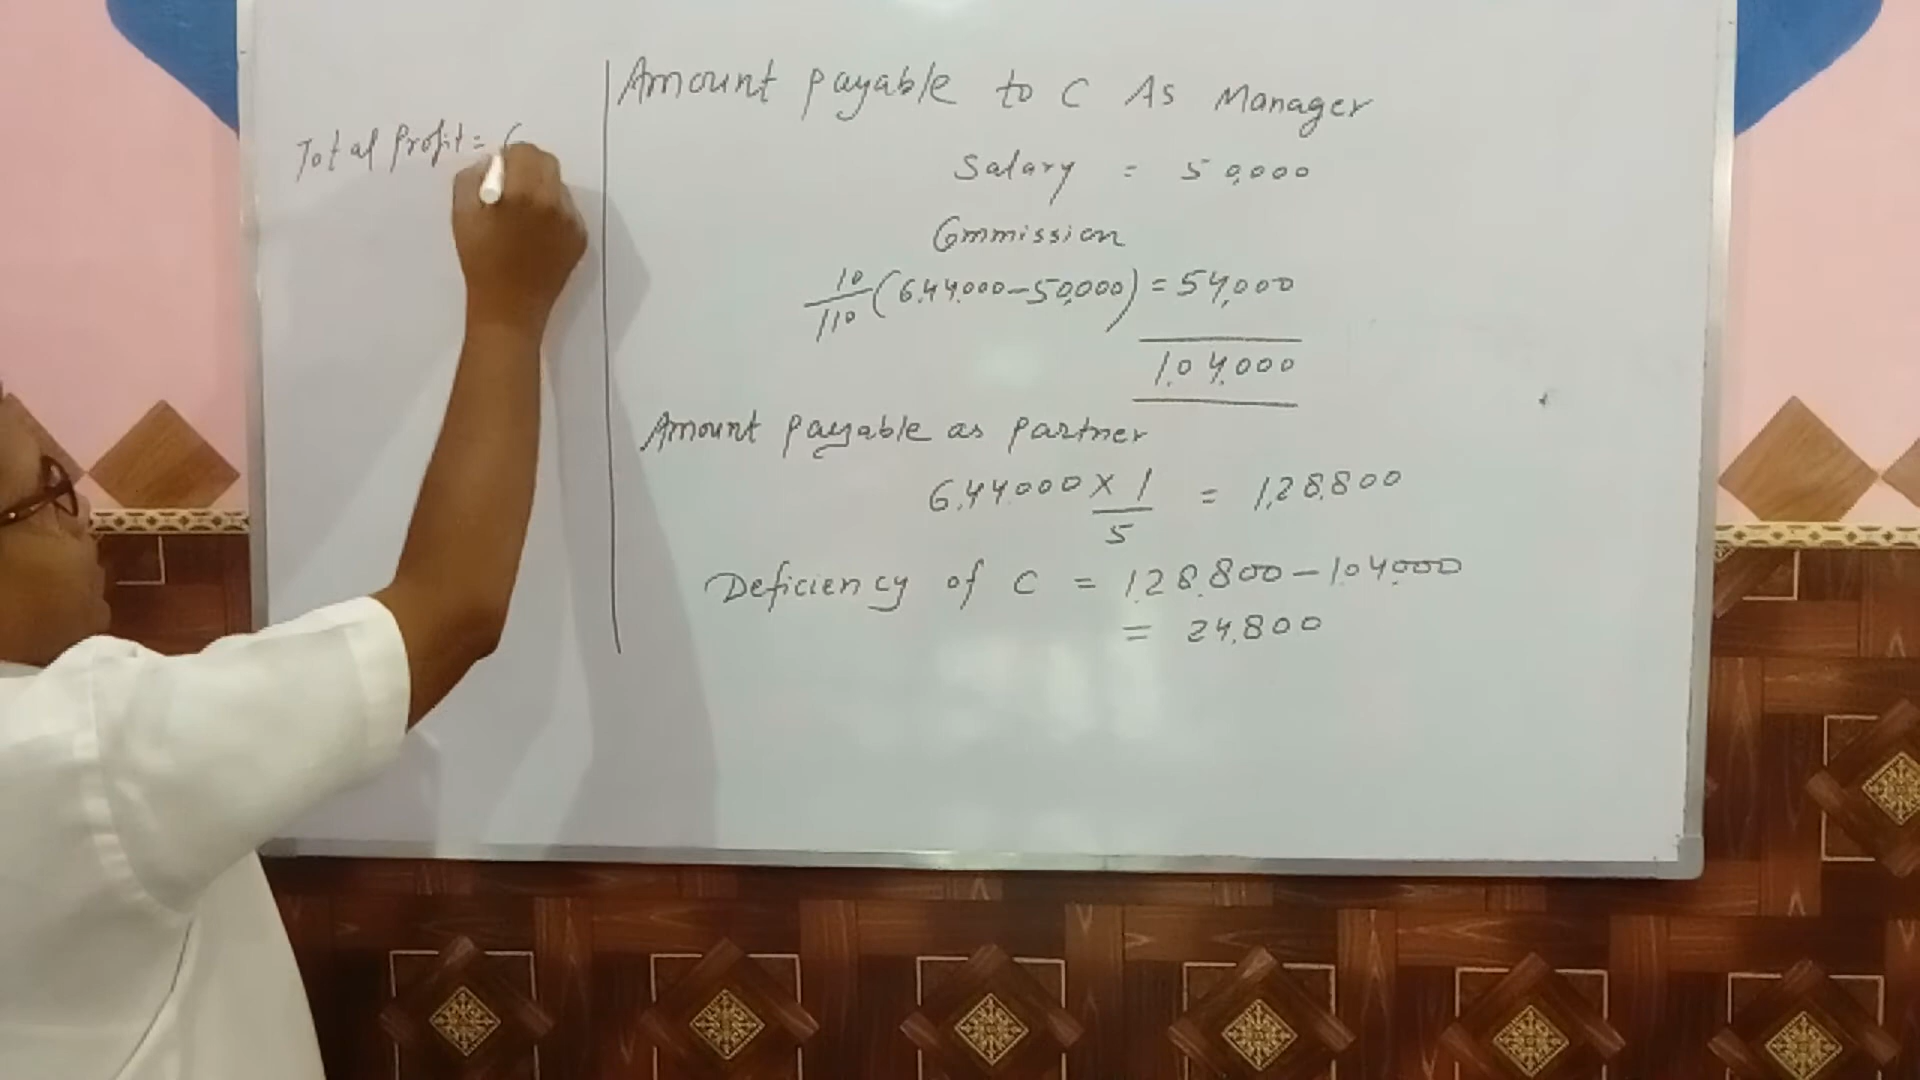 Total Profit = 6
Amount payable to C As Manager
Salary = 50,000
Commission
10/110 (6,44,000-50,000) = 54,000
1,04,000
Amount payable as partner
6,44,000 X 1/5 = 1,28,800
Deficiency of C = 1,28,800-1,04,000
= 24,800